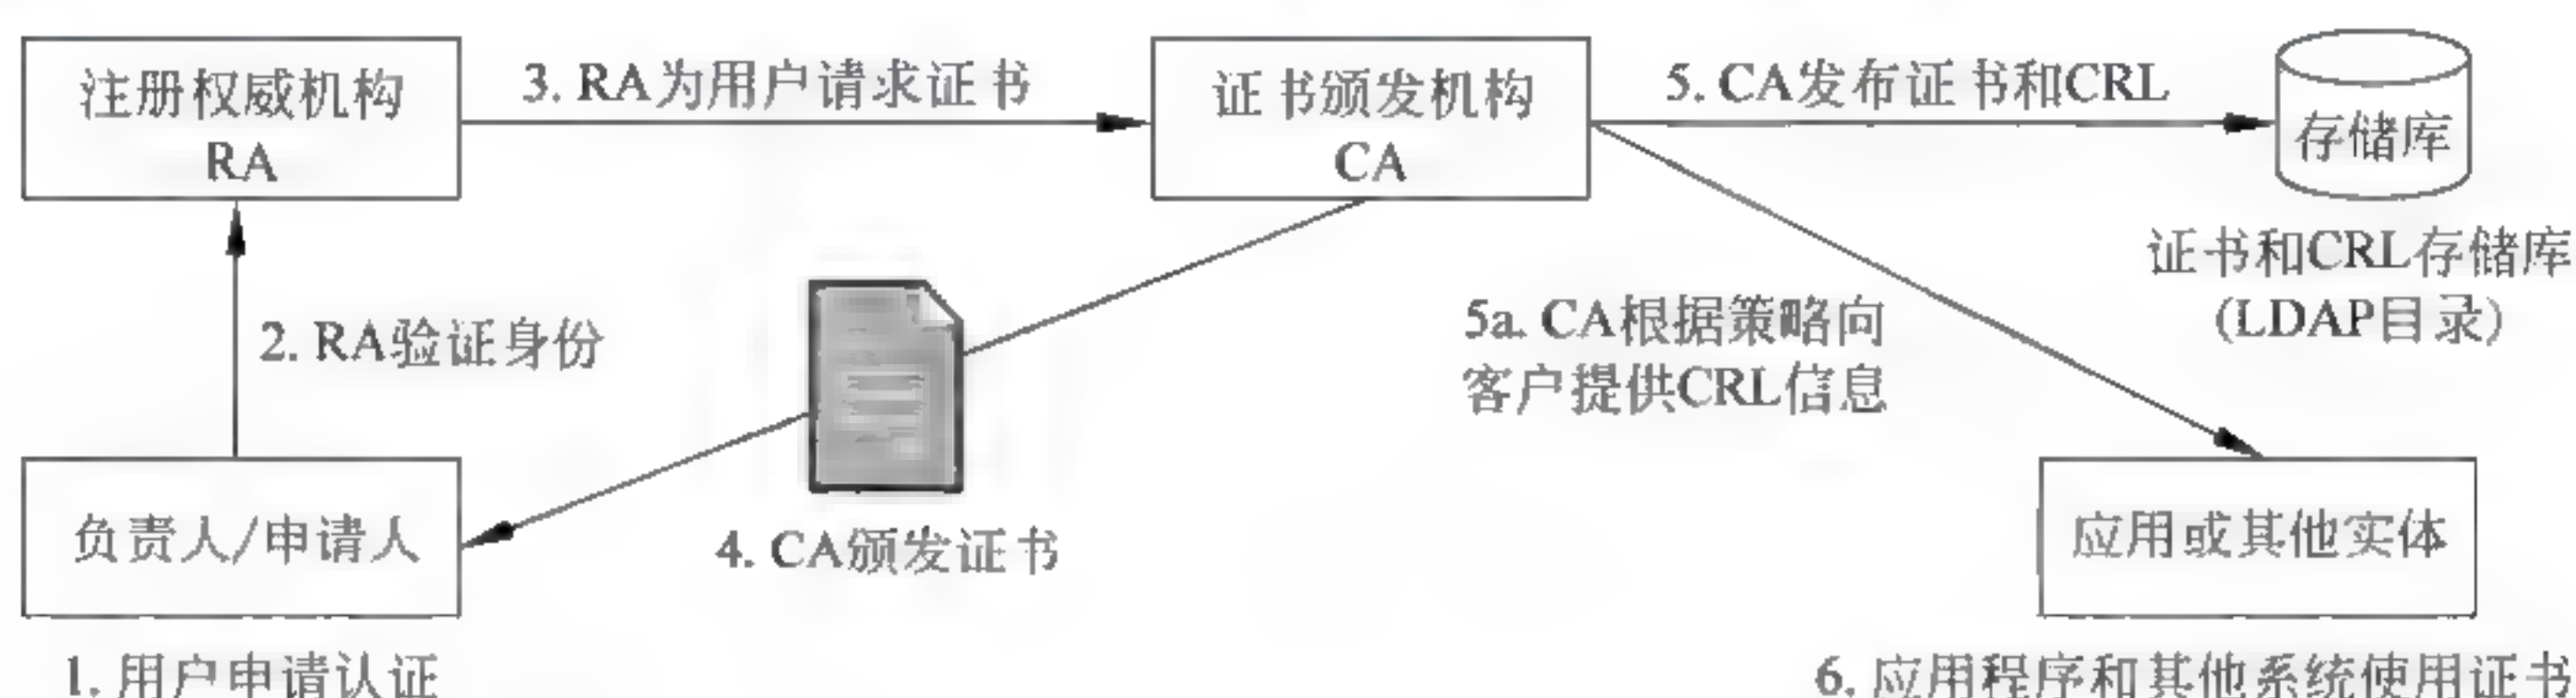 注册权威机构
RA
3. RA为用户请求证书
证书颁发机构
CA
5. CA发布证书和CRL
存储库
证书和CRL存储库
(LDAP目录)
2. RA验证身份
5a. CA根据策略向
客户提供CRL信息
负责人/申请人
4. CA颁发证书
应用或其他实体
1. 用户申请认证
6. 应用程序和其他系统使用证书